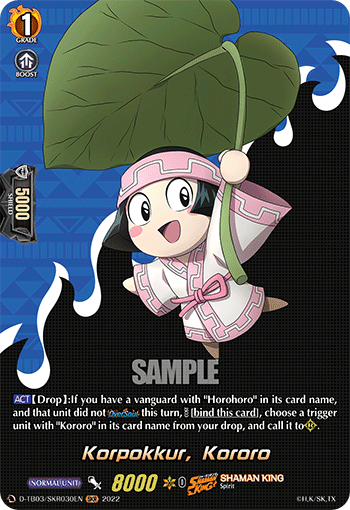 1
GRADE
BOOST
5000
SHIELD
SAMPLE
ACT【Drop】:If you have a vanguard with "Horohoro" in its card name,
and that unit did not this turn, [bind this card], choose a trigger
unit with "Kororo" in its card name from your drop, and call it to R.
Korpokkur, Kororo
NORMAL UNIT 8000 0 SHAMAN KING SHAMAN KING
Spirit
D-TB03/SKR030EN SKR 2022 ©H,K/SK,TX